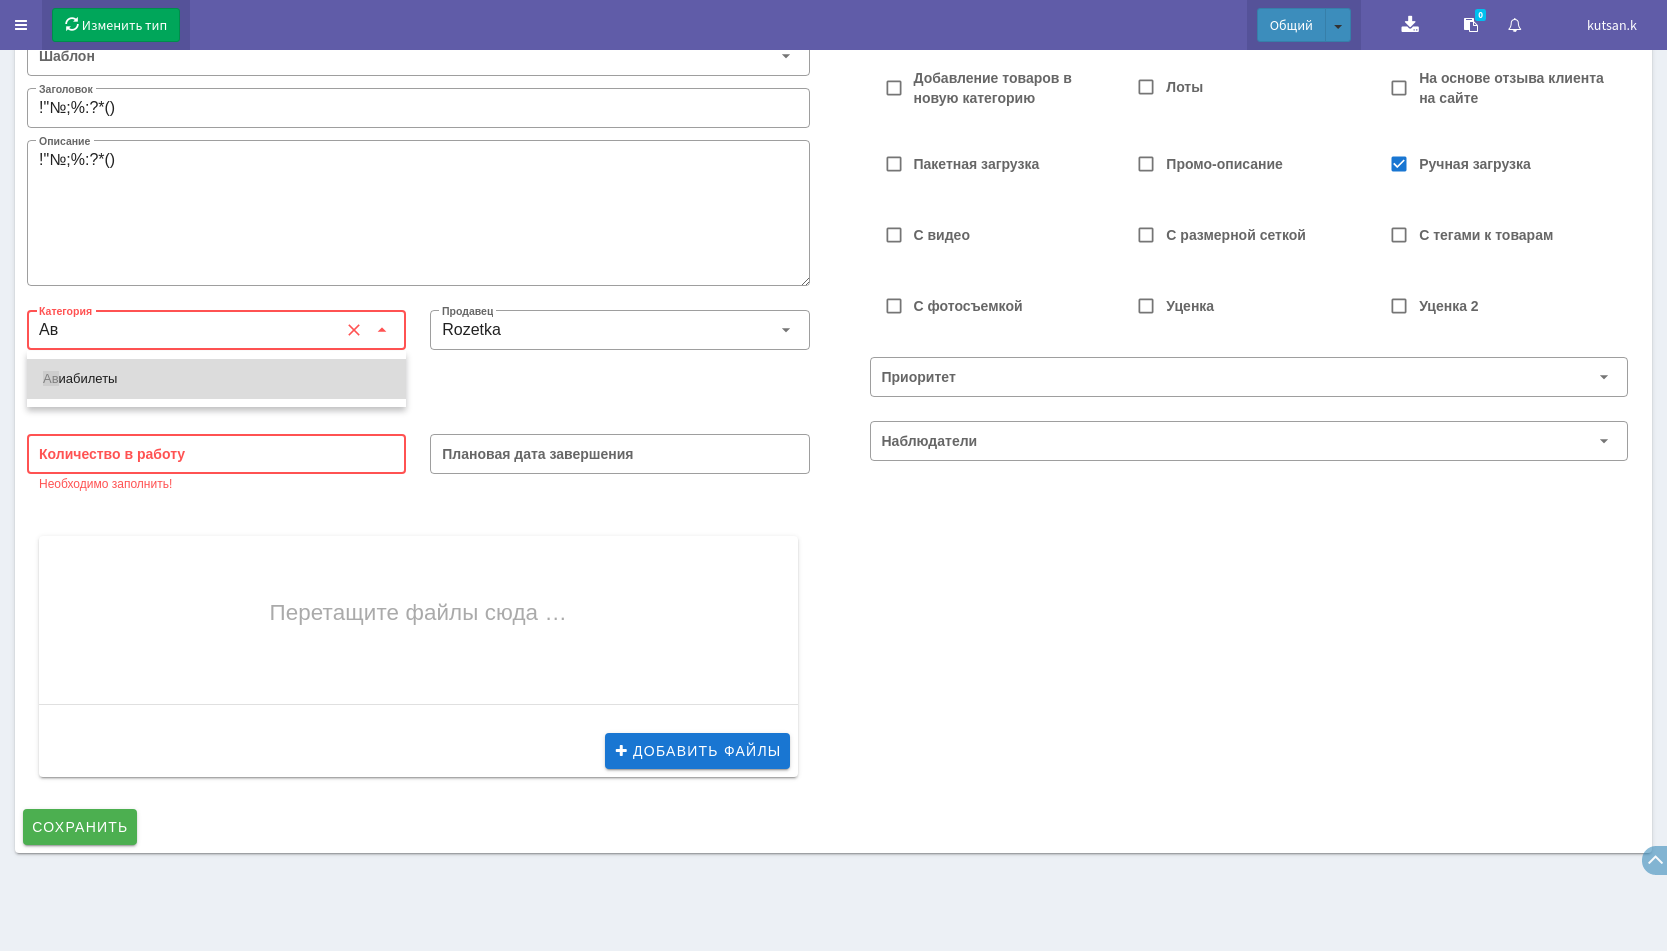 Изменить тип
Общий
0
kutsan.k
Шаблон
Заголовок
!"№;%:?*()
Описание
!"№;%:?*()
Категория
Ав
Авиабилеты
Продавец
Rozetka
Количество в работу
Необходимо заполнить!
Плановая дата завершения
Перетащите файлы сюда …
ДОБАВИТЬ ФАЙЛЫ
СОХРАНИТЬ
Добавление товаров в
новую категорию
Лоты
На основе отзыва клиента
на сайте
Пакетная загрузка
Промо-описание
Ручная загрузка
С видео
С размерной сеткой
С тегами к товарам
С фотосъемкой
Уценка
Уценка 2
Приоритет
Наблюдатели